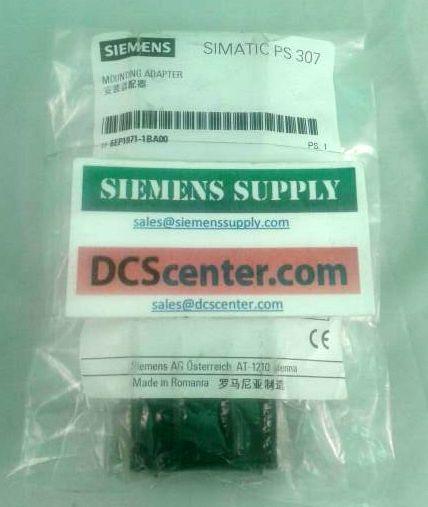 SIEMENS SIMATIC PS 307
MOUNTING ADAPTER
安装适配器
6EP1971-1BA00 PS 1
SIEMENS SUPPLY
sales@siemenssupply.com
DCScenter.com
sales@dcscenter.com
CE
Siemens AG Österreich AT-1210 Vienna
Made in Romania 罗马尼亚制造